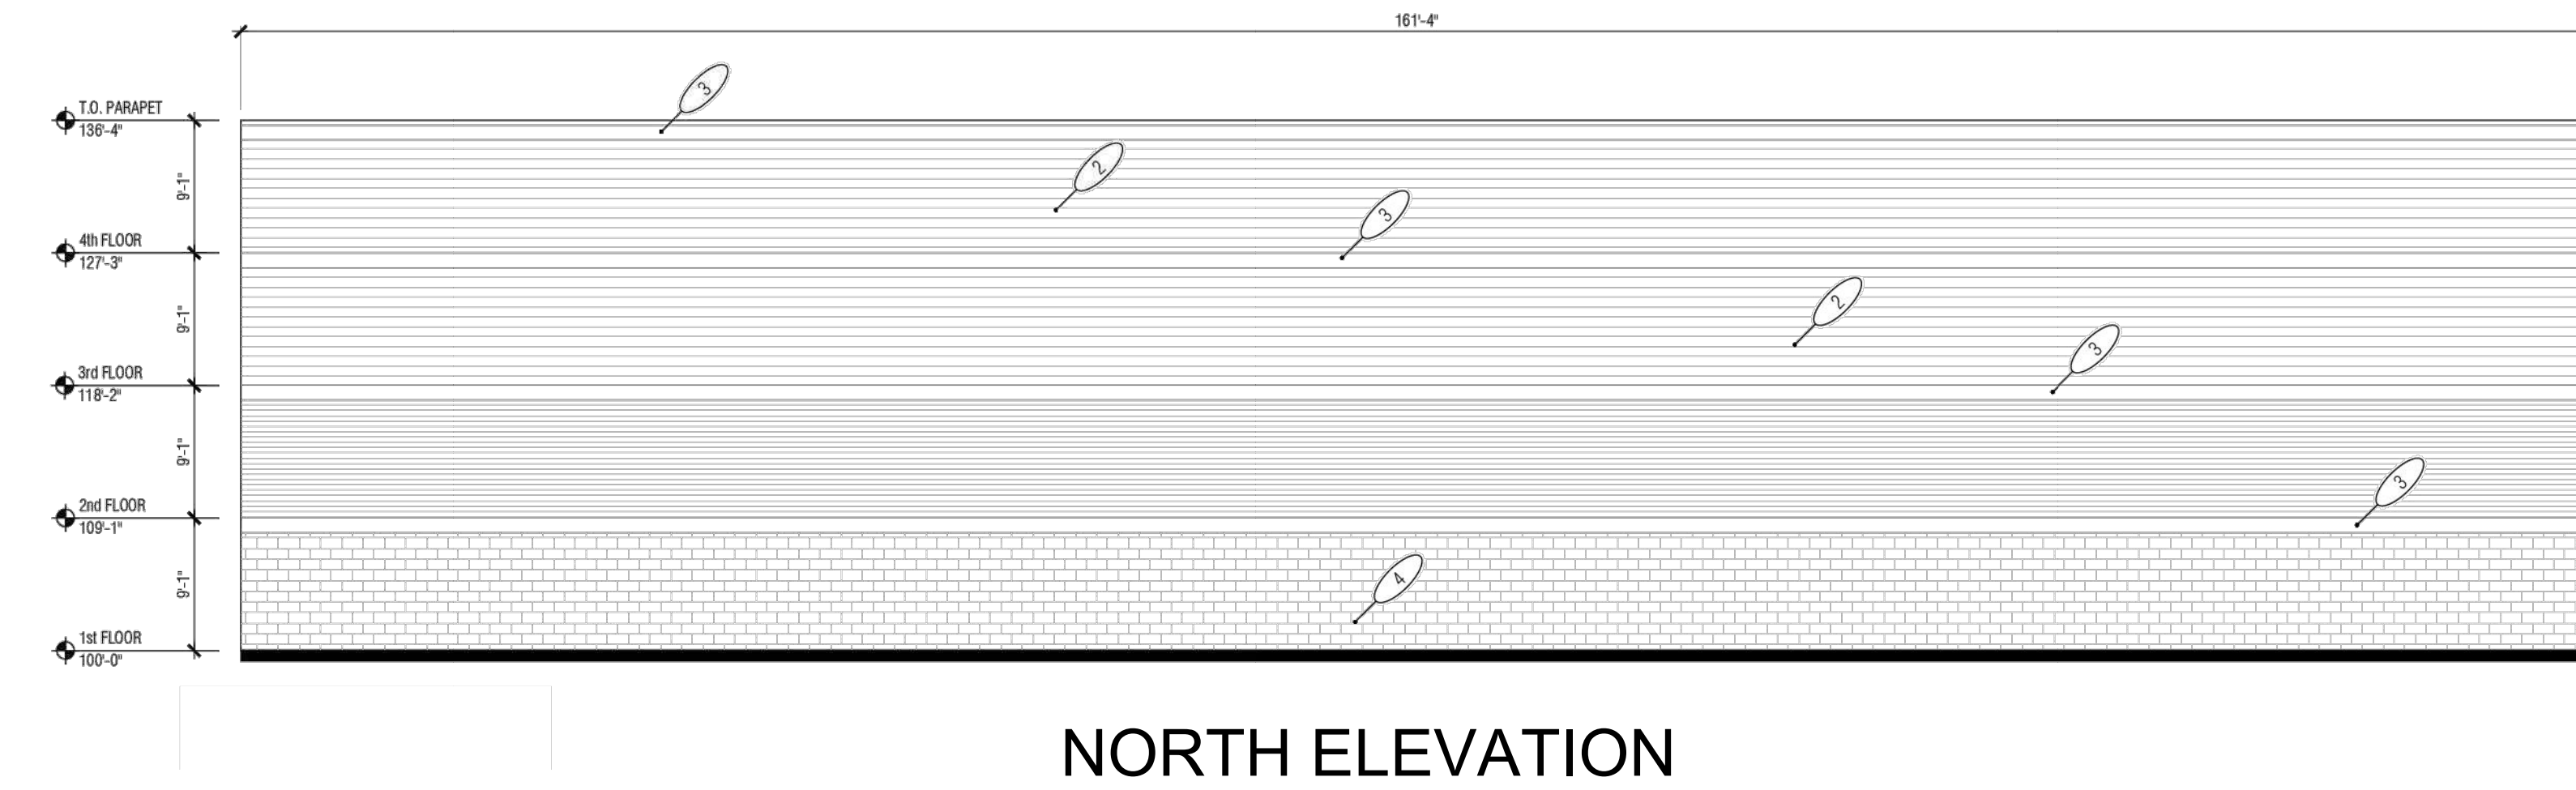 161'-4"
3
T.O. PARAPET
136'-4"
2
9'-1"
3
4th FLOOR
127'-3"
2
9'-1"
3
3rd FLOOR
118'-2"
9'-1"
3
2nd FLOOR
109'-1"
4
9'-1"
1st FLOOR
100'-0"
NORTH ELEVATION